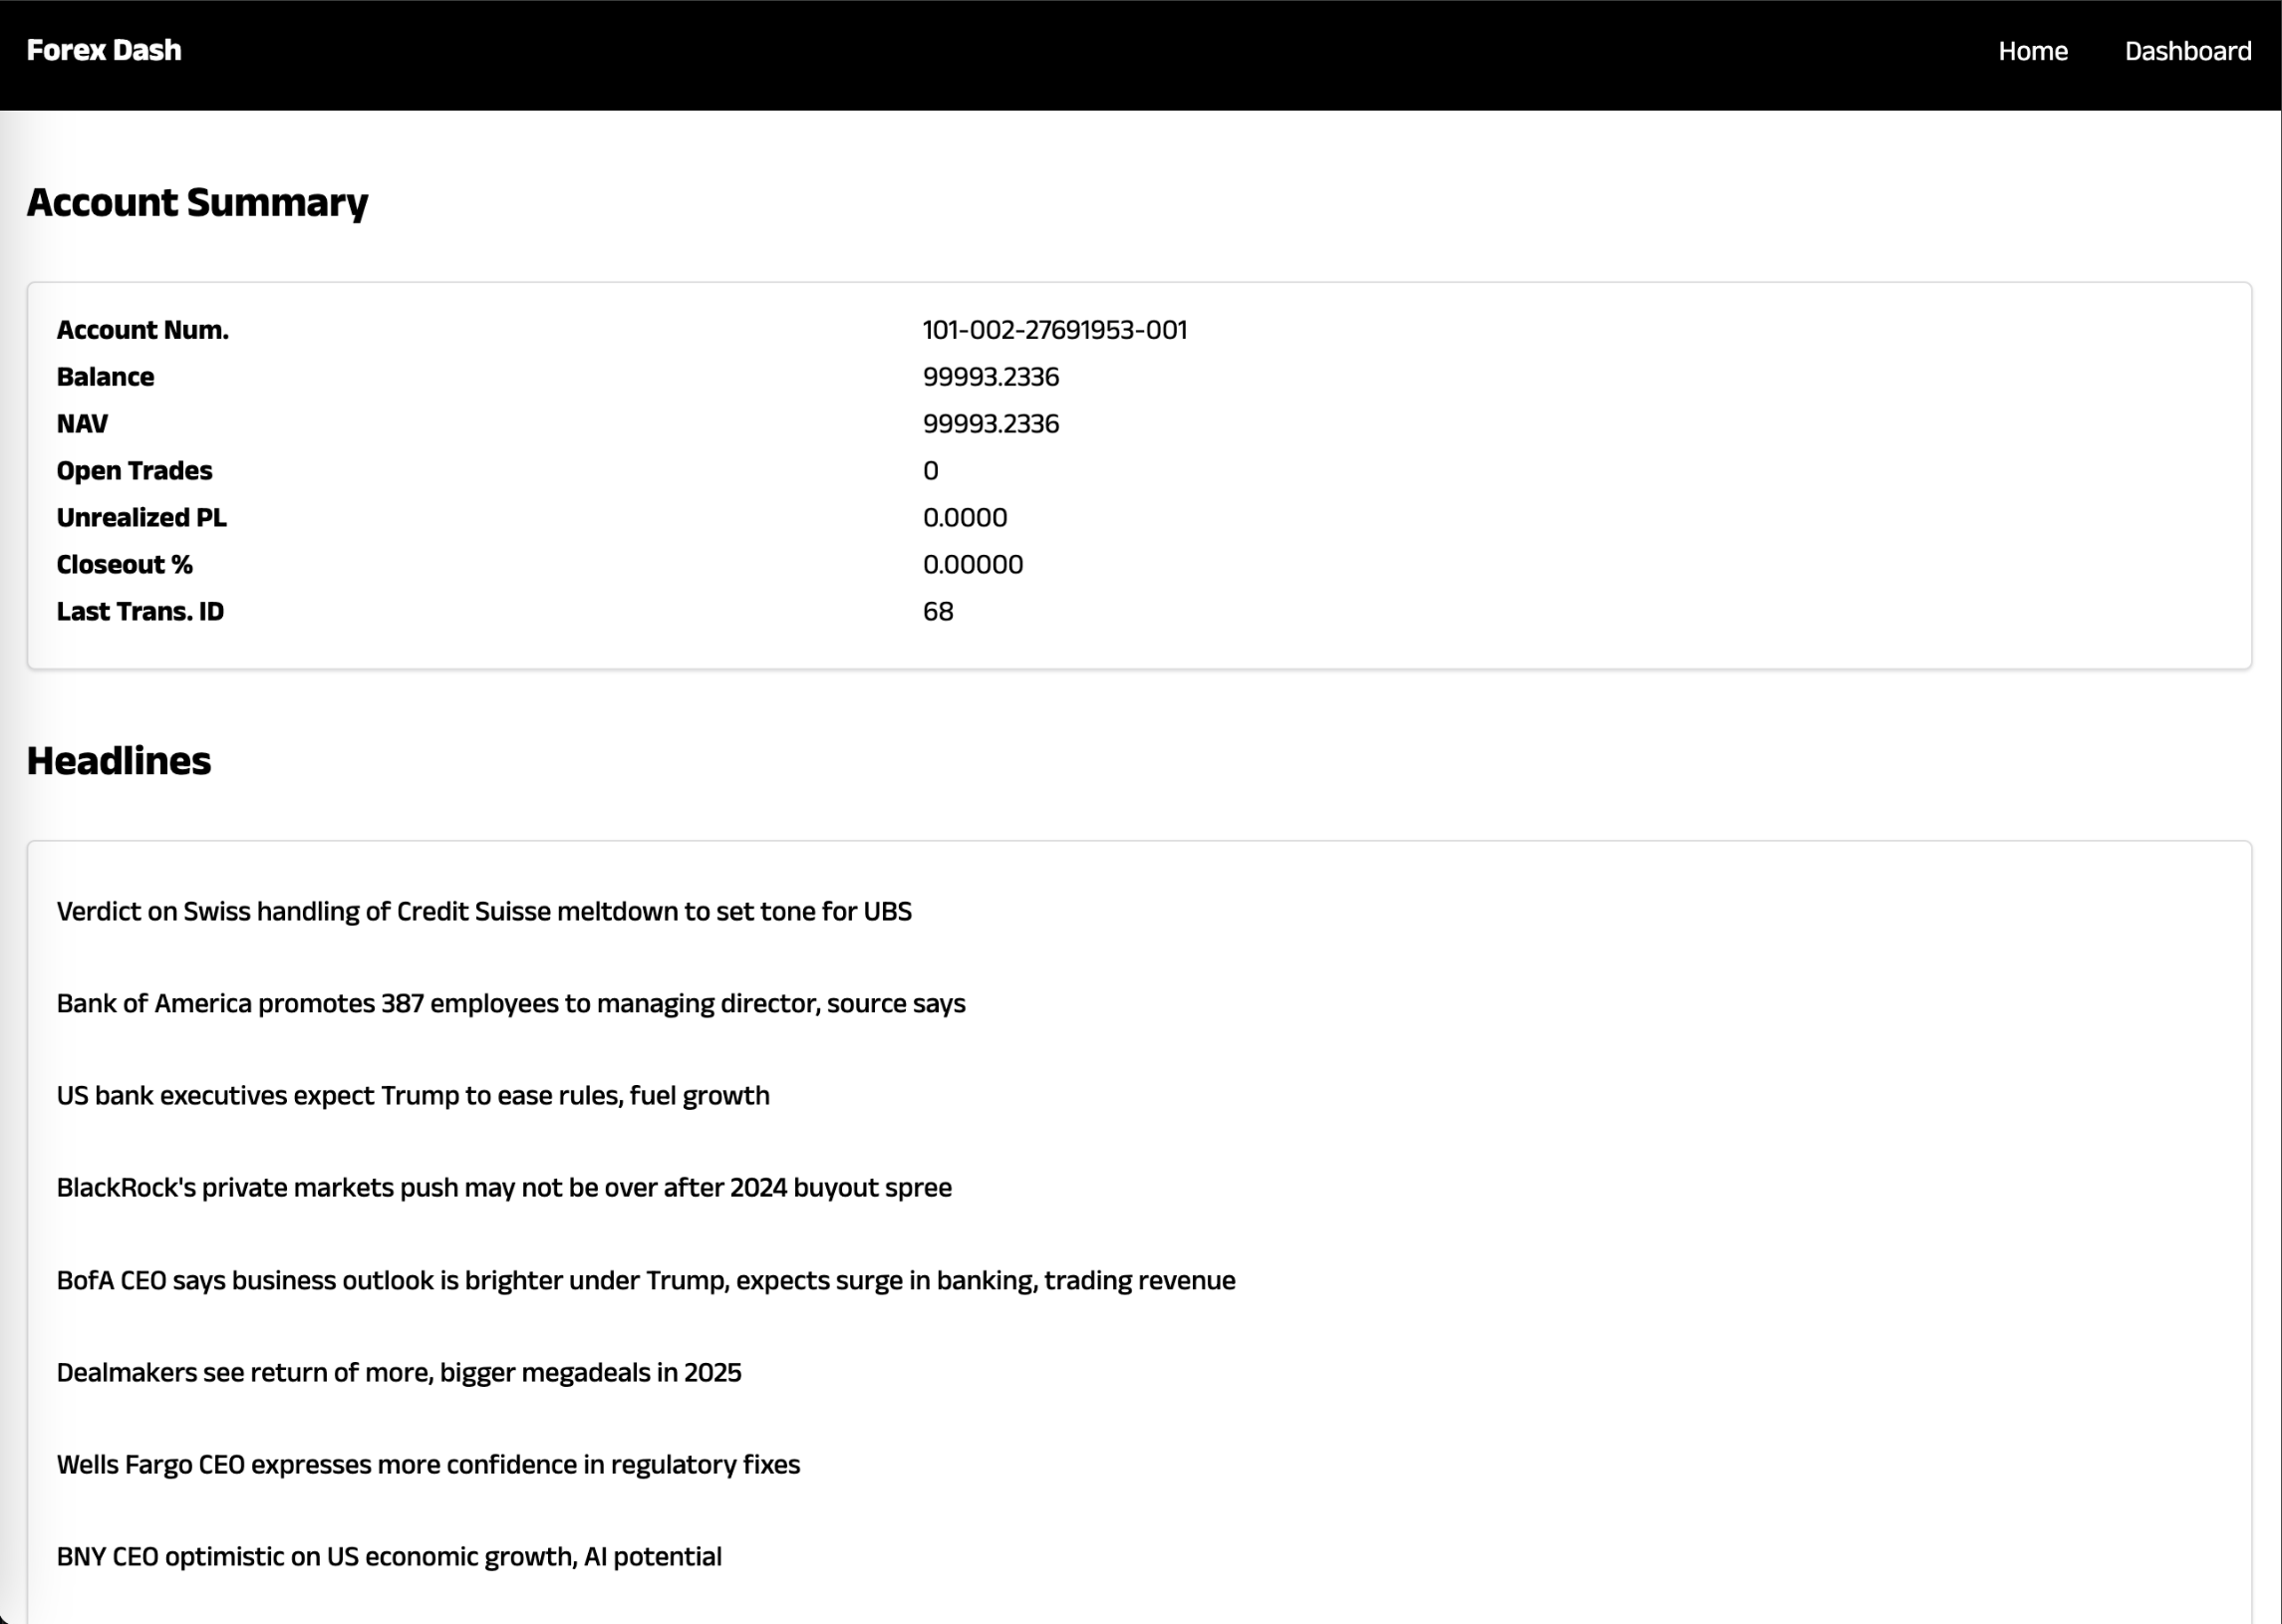 Forex Dash
Home
Dashboard
Account Summary
Account Num. 101-002-27691953-001
Balance 99993.2336
NAV 99993.2336
Open Trades 0
Unrealized PL 0.0000
Closeout % 0.00000
Last Trans. ID 68
Headlines
Verdict on Swiss handling of Credit Suisse meltdown to set tone for UBS
Bank of America promotes 387 employees to managing director, source says
US bank executives expect Trump to ease rules, fuel growth
BlackRock's private markets push may not be over after 2024 buyout spree
BofA CEO says business outlook is brighter under Trump, expects surge in banking, trading revenue
Dealmakers see return of more, bigger megadeals in 2025
Wells Fargo CEO expresses more confidence in regulatory fixes
BNY CEO optimistic on US economic growth, AI potential